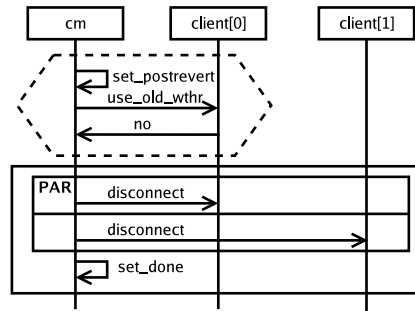 cm client[0] client[1]
set_postrevert
use_old_wthr
no
PAR
disconnect
disconnect
set_done